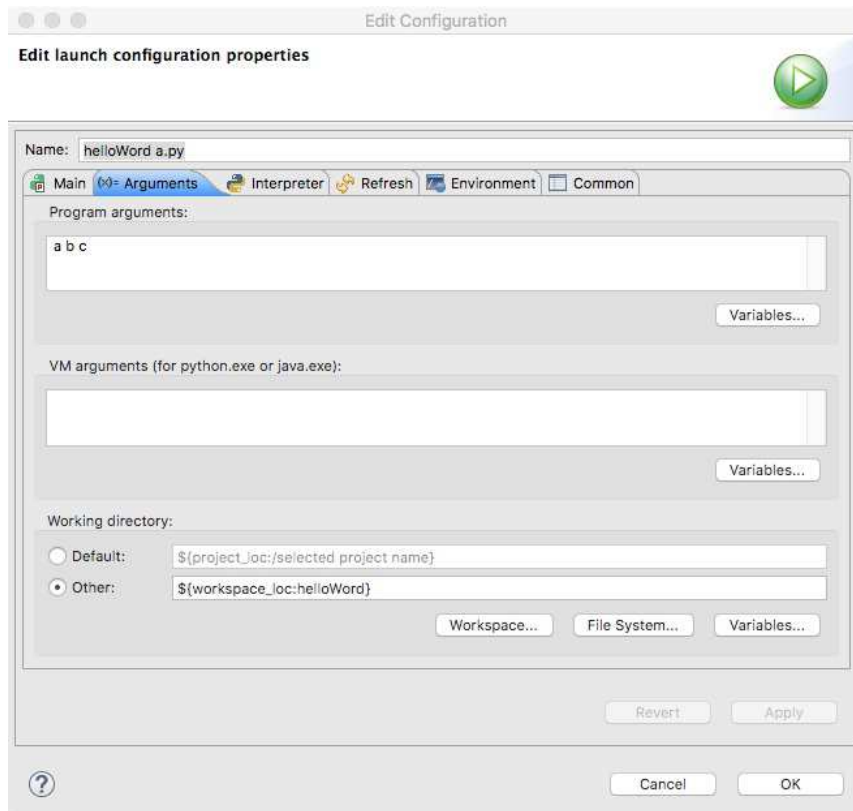 Edit Configuration
Edit launch configuration properties
Name: helloWord a.py
Main (x)= Arguments Interpreter Refresh Environment Common
Program arguments:
a b c
Variables...
VM arguments (for python.exe or java.exe):
Variables...
Working directory:
Default: ${project_loc:/selected project name}
Other: ${workspace_loc:helloWord}
Workspace... File System... Variables...
Revert Apply
? Cancel OK